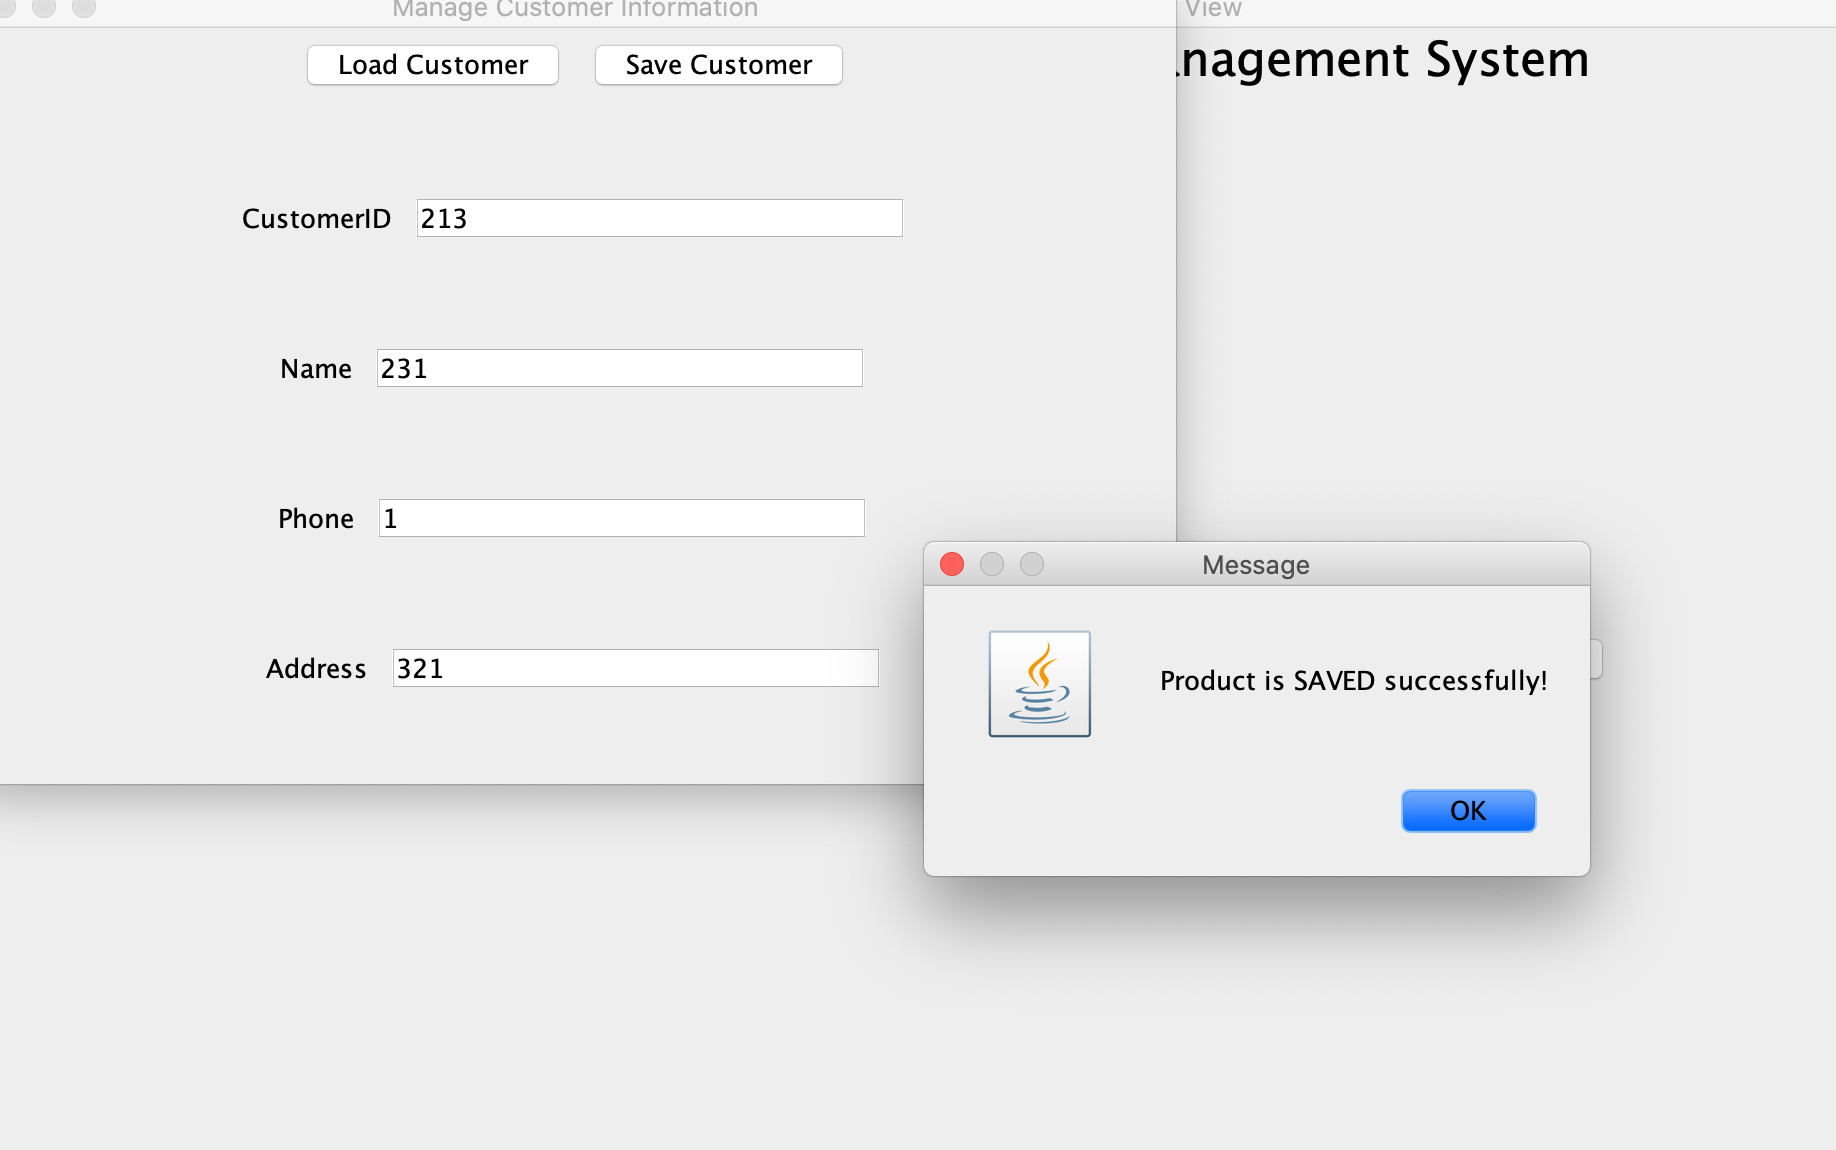 Manage Customer Information
View
Load Customer
Save Customer
Management System
CustomerID 213
Name 231
Phone 1
Address 321
Message
Product is SAVED successfully!
OK